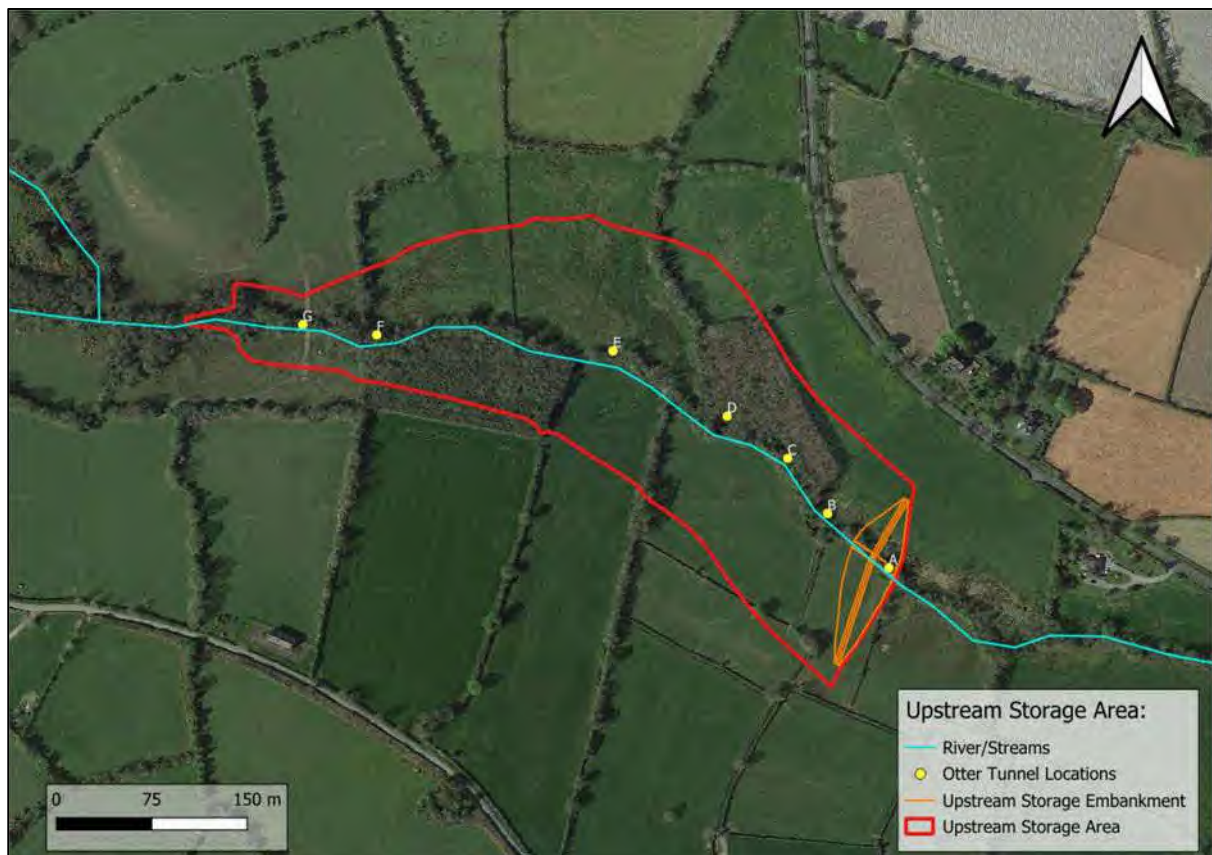 G
F
E
D
C
B
A
Upstream Storage Area:
River/Streams
Otter Tunnel Locations
Upstream Storage Embankment
Upstream Storage Area
0 75 150 m